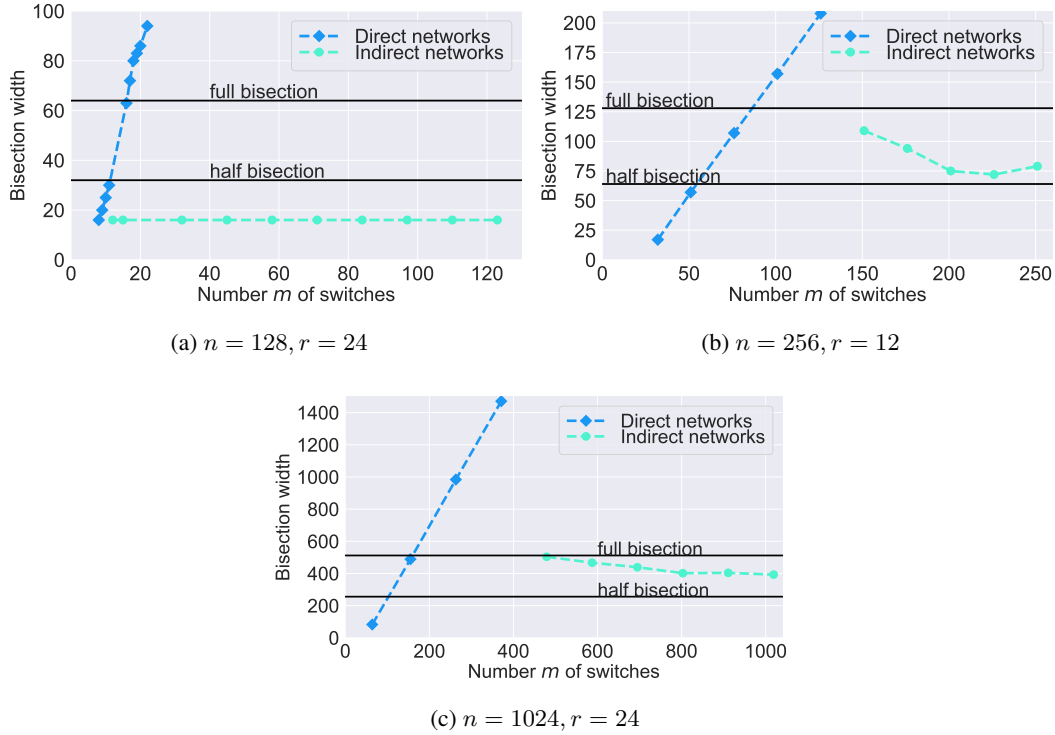 100
80
60
40
20
0
Bisection width
full bisection
half bisection
Direct networks
Indirect networks
0 20 40 60 80 100 120
Number m of switches
(a) n = 128, r = 24
200
175
150
125
100
75
50
25
0
Bisection width
full bisection
half bisection
Direct networks
Indirect networks
0 50 100 150 200 250
Number m of switches
(b) n = 256, r = 12
1400
1200
1000
800
600
400
200
0
Bisection width
Direct networks
Indirect networks
full bisection
half bisection
0 200 400 600 800 1000
Number m of switches
(c) n = 1024, r = 24